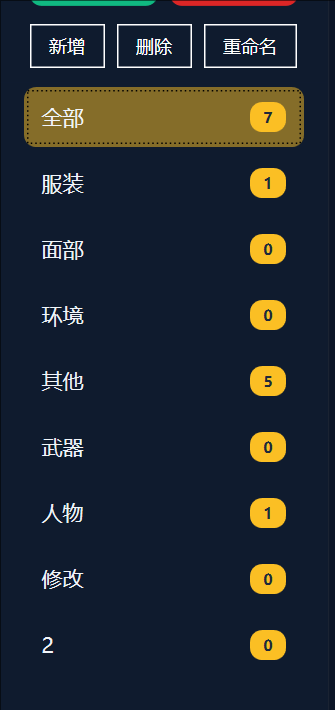 新增 删除 重命名
全部 7
服装 1
面部 0
环境 0
其他 5
武器 0
人物 1
修改 0
2 0